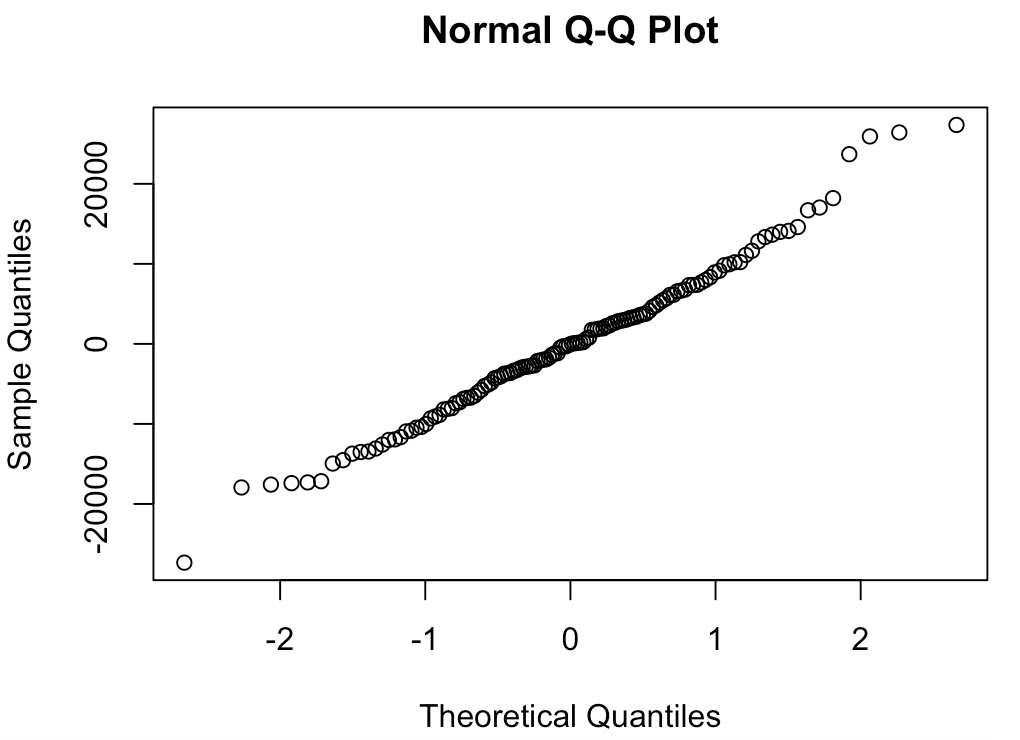 Normal Q-Q Plot
Sample Quantiles
20000
0
-20000
-2 -1 0 1 2
Theoretical Quantiles